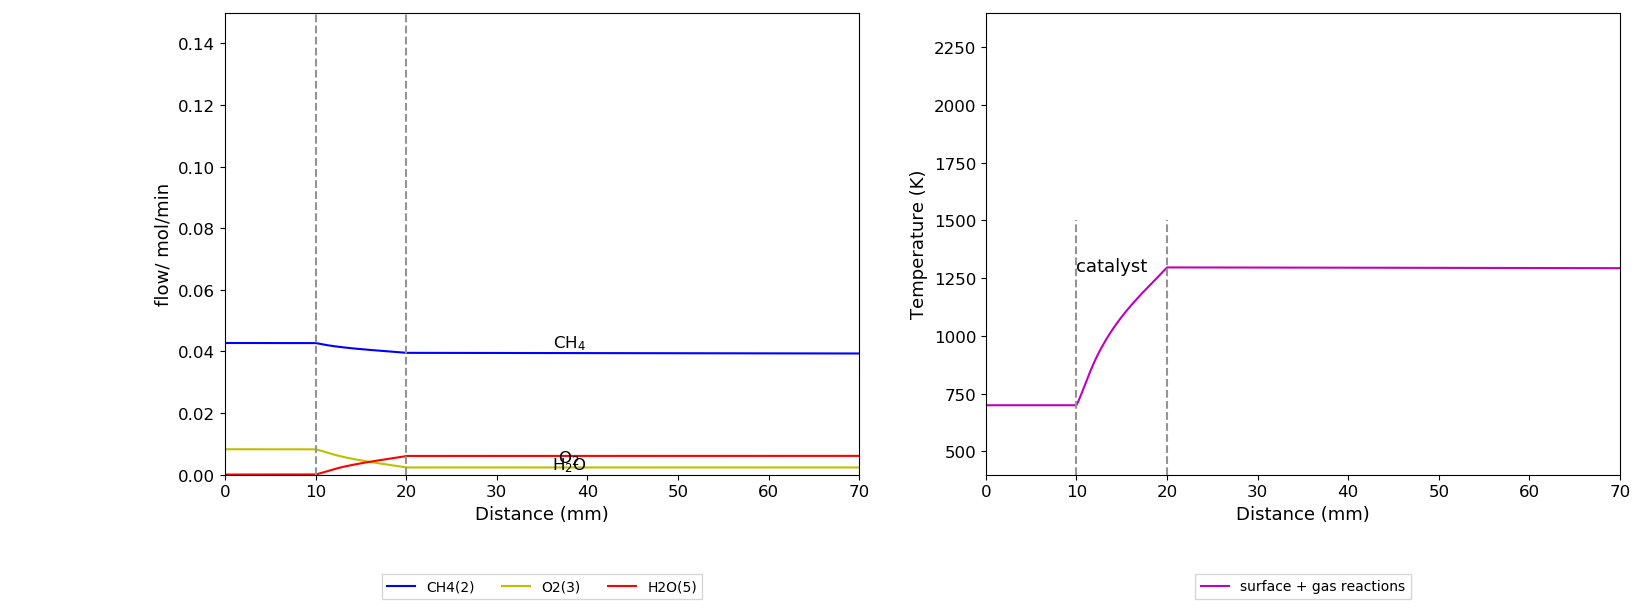 0.14
0.12
0.10
0.08
0.06
0.04
0.02
0.00
flow/ mol/min
CH₄
O₂
H₂O
0 10 20 30 40 50 60 70
Distance (mm)
CH4(2) O2(3) H2O(5)
2250
2000
1750
1500
1250
1000
750
500
Temperature (K)
catalyst
0 10 20 30 40 50 60 70
Distance (mm)
surface + gas reactions